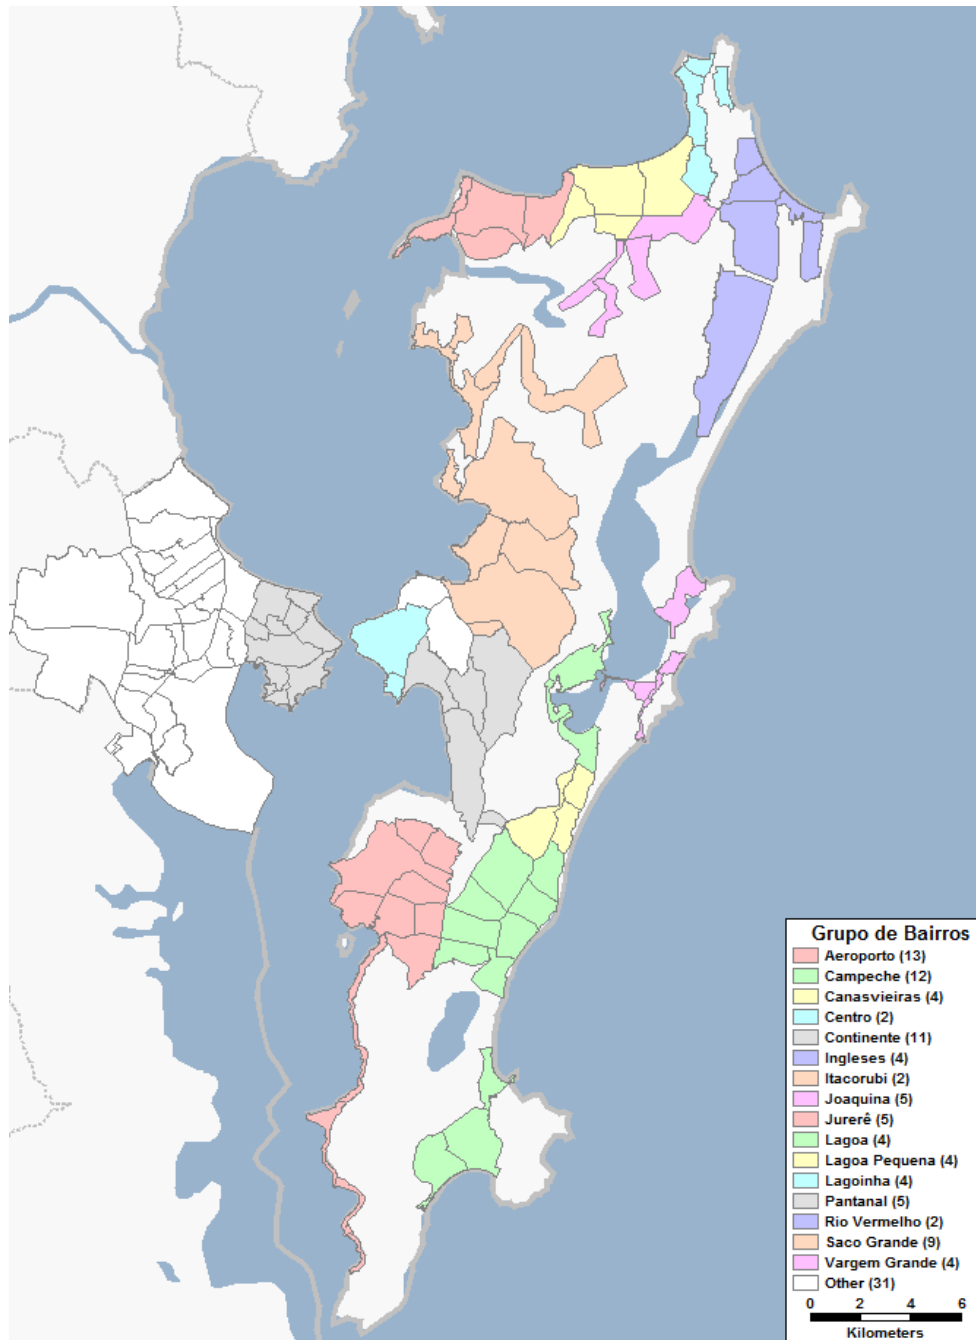 Grupo de Bairros
Aeroporto (13)
Campeche (12)
Canasvieiras (4)
Centro (2)
Continente (11)
Ingleses (4)
Itacorubi (2)
Joaquina (5)
Jurerê (5)
Lagoa (4)
Lagoa Pequena (4)
Lagoinha (4)
Pantanal (5)
Rio Vermelho (2)
Saco Grande (9)
Vargem Grande (4)
Other (31)
0 2 4 6
Kilometers